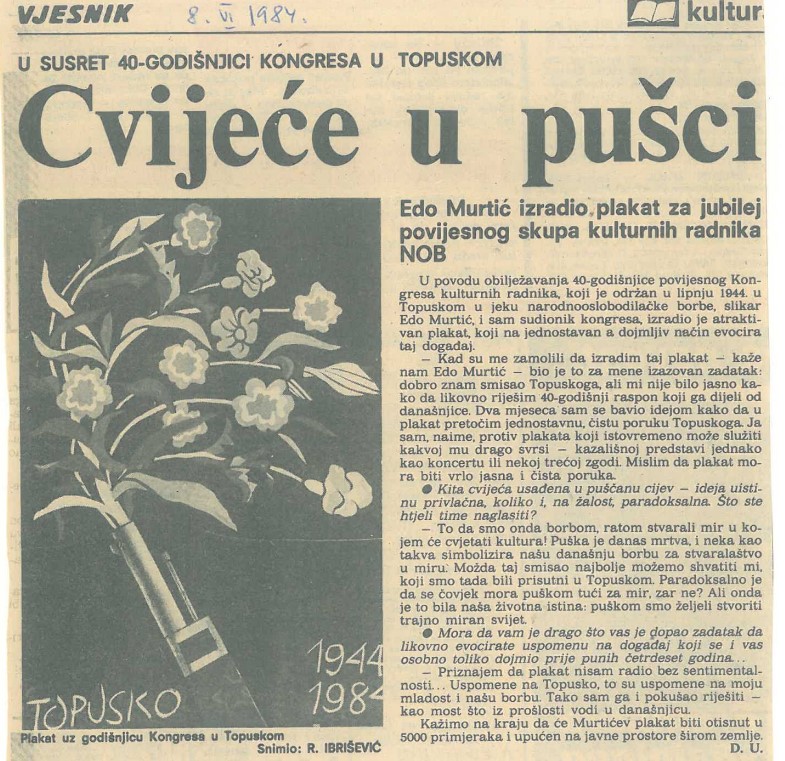 VJESNIK
8. VI 1984.
kultur
U SUSRET 40-GODIŠNJICI KONGRESA U TOPUSKOM
Cvijeće u pušci
TOPUSKO
1944
1984
Plakat uz godišnjicu Kongresa u Topuskom
Snimio: R. IBRIŠEVIĆ
Edo Murtić izradio plakat za jubilej
povijesnog skupa kulturnih radnika
NOB
U povodu obilježavanja 40-godišnjice povijesnog Kon-
gresa kulturnih radnika, koji je održan u lipnju 1944. u
Topuskom u jeku narodnooslobodilačke borbe, slikar
Edo Murtić, i sam sudionik kongresa, izradio je atrakti-
van plakat, koji na jednostavan a dojmljiv način evocira
taj događaj.
— Kad su me zamolili da izradim taj plakat — kaže
nam Edo Murtić — bio je to za mene izazovan zadatak:
dobro znam smisao Topuskoga, ali mi nije bilo jasno ka-
ko da likovno riješim 40-godišnji raspon koji ga dijeli od
današnjice. Dva mjeseca sam se bavio idejom kako da u
plakat pretočim jednostavnu, čistu poruku Topuskoga. Ja
sam, naime, protiv plakata koji istovremeno može služiti
kakvoj mu drago svrsi — kazališnoj predstavi jednako
kao koncertu ili nekoj trećoj zgodi. Mislim da plakat mo-
ra biti vrlo jasna i čista poruka.
● Kita cvijeća usađena u puščanu cijev — ideja uisti-
nu privlačna, koliko i, na žalost, paradoksalna. Što ste
htjeli time naglasiti?
— To da smo onda borbom, ratom stvarali mir u ko-
jem će cvjetati kultura! Puška je danas mrtva, i neka kao
takva simbolizira našu današnju borbu za stvaralaštvo
u miru. Možda taj smisao najbolje možemo shvatiti mi,
koji smo tada bili prisutni u Topuskom. Paradoksalno je
da se čovjek mora puškom tući za mir, zar ne? Ali onda
je to bila naša životna istina: puškom smo željeli stvoriti
trajno miran svijet.
● Mora da vam je drago što vas je dopao zadatak da
likovno evocirate uspomenu na događaj koji se i vas
osobno toliko dojmio prije punih četrdeset godina...
— Priznajem da plakat nisam radio bez sentimental-
nosti... Uspomene na Topusko, to su uspomene na moju
mladost i našu borbu. Tako sam ga i pokušao riješiti —
kao most što iz prošlosti vodi u današnjicu.
Kažimo na kraju da će Murtićev plakat biti otisnut u
5000 primjeraka i upućen na javne prostore širom zemlje.
D. U.